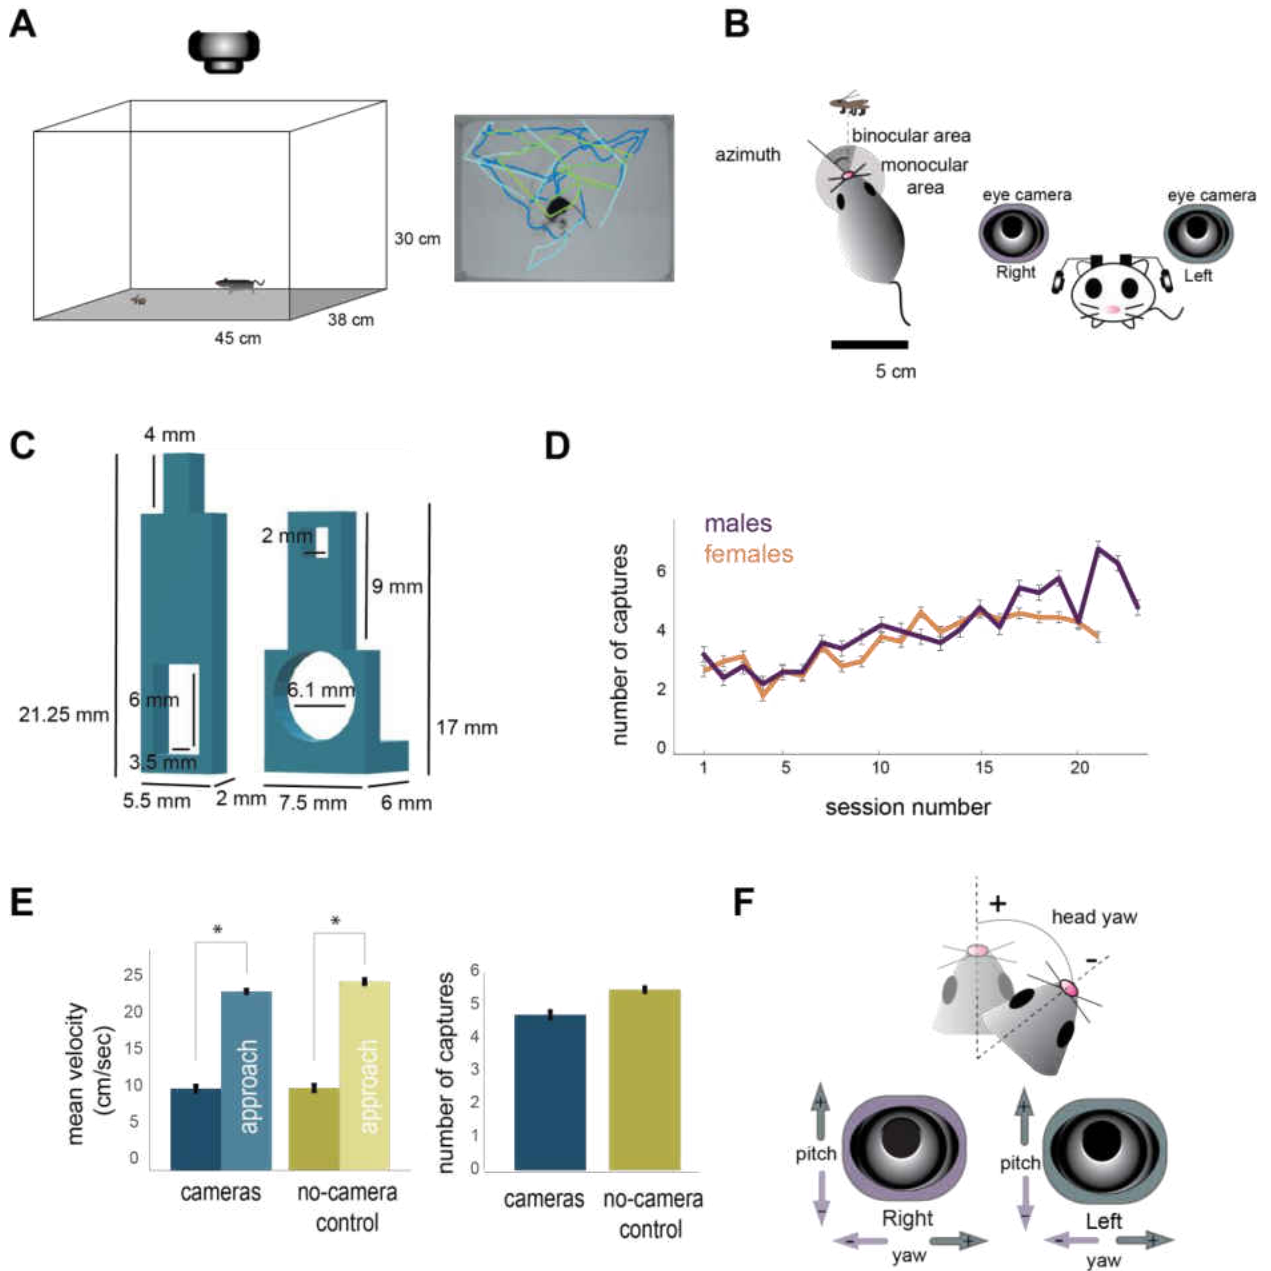 A
30 cm
38 cm
45 cm
B
binocular area
azimuth
monocular
area
eye camera
Right
eye camera
Left
5 cm
C
4 mm
2 mm
9 mm
6 mm
6.1 mm
21.25 mm
17 mm
3.5 mm
5.5 mm
2 mm
7.5 mm
6 mm
D
males
females
number of captures
6
4
2
0
1
5
10
15
20
session number
E
mean velocity
(cm/sec)
25
20
15
10
5
0
*
*
approach
approach
cameras
no-camera
control
number of captures
6
5
4
3
2
1
0
cameras
no-camera
control
F
+
head yaw
-
+
pitch
-
Right
-
+
yaw
+
pitch
-
Left
-
+
yaw